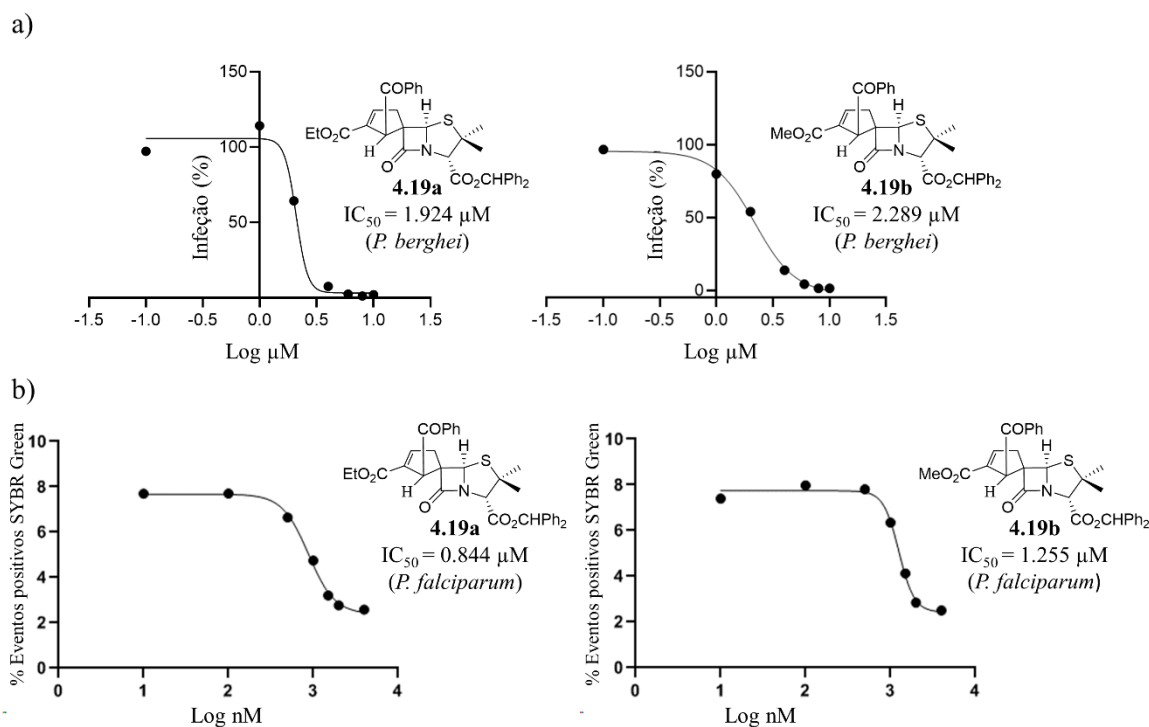 a)
150
100
50
-1.5
-1.0
-0.5
0.0
0.5
1.0
1.5
Infeção (%)
Log µM
COPh
H
S
EtO₂C
H
N
O
CO₂CHPh₂
4.19a
IC₅₀ = 1.924 µM
(P. berghei)
150
100
50
0
-1.5
-1.0
-0.5
0.0
0.5
1.0
1.5
Infeção (%)
Log µM
COPh
H
S
MeO₂C
H
N
O
CO₂CHPh₂
4.19b
IC₅₀ = 2.289 µM
(P. berghei)
b)
10
8
6
4
2
0
0
1
2
3
4
% Eventos positivos SYBR Green
Log nM
COPh
H
S
EtO₂C
H
N
O
CO₂CHPh₂
4.19a
IC₅₀ = 0.844 µM
(P. falciparum)
10
8
6
4
2
0
0
1
2
3
4
% Eventos positivos SYBR Green
Log nM
COPh
H
S
MeO₂C
H
N
O
CO₂CHPh₂
4.19b
IC₅₀ = 1.255 µM
(P. falciparum)